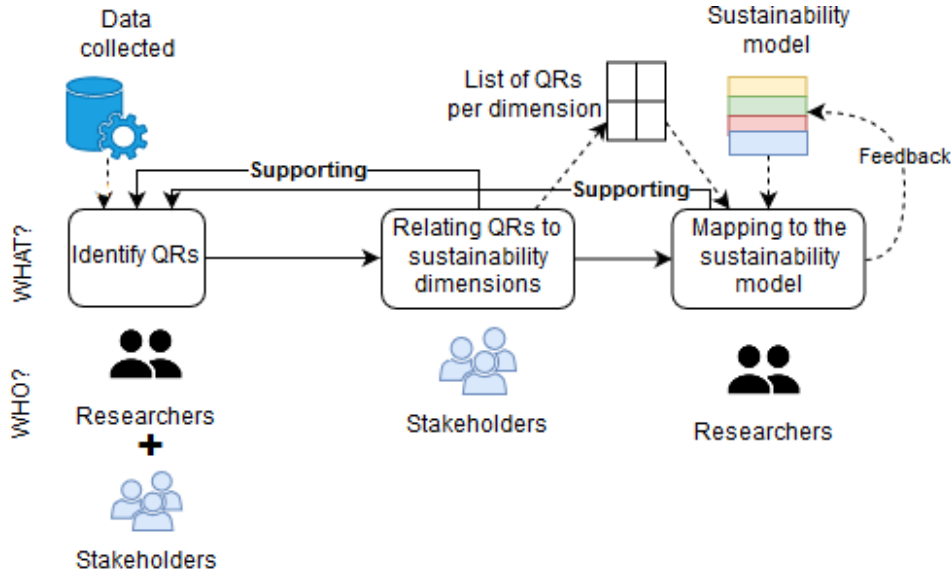 Data
collected
List of QRs
per dimension
Sustainability
model
Feedback
Supporting
Supporting
WHAT?
Identify QRs
Relating QRs to
sustainability
dimensions
Mapping to the
sustainability
model
WHO?
Researchers
+
Stakeholders
Stakeholders
Researchers